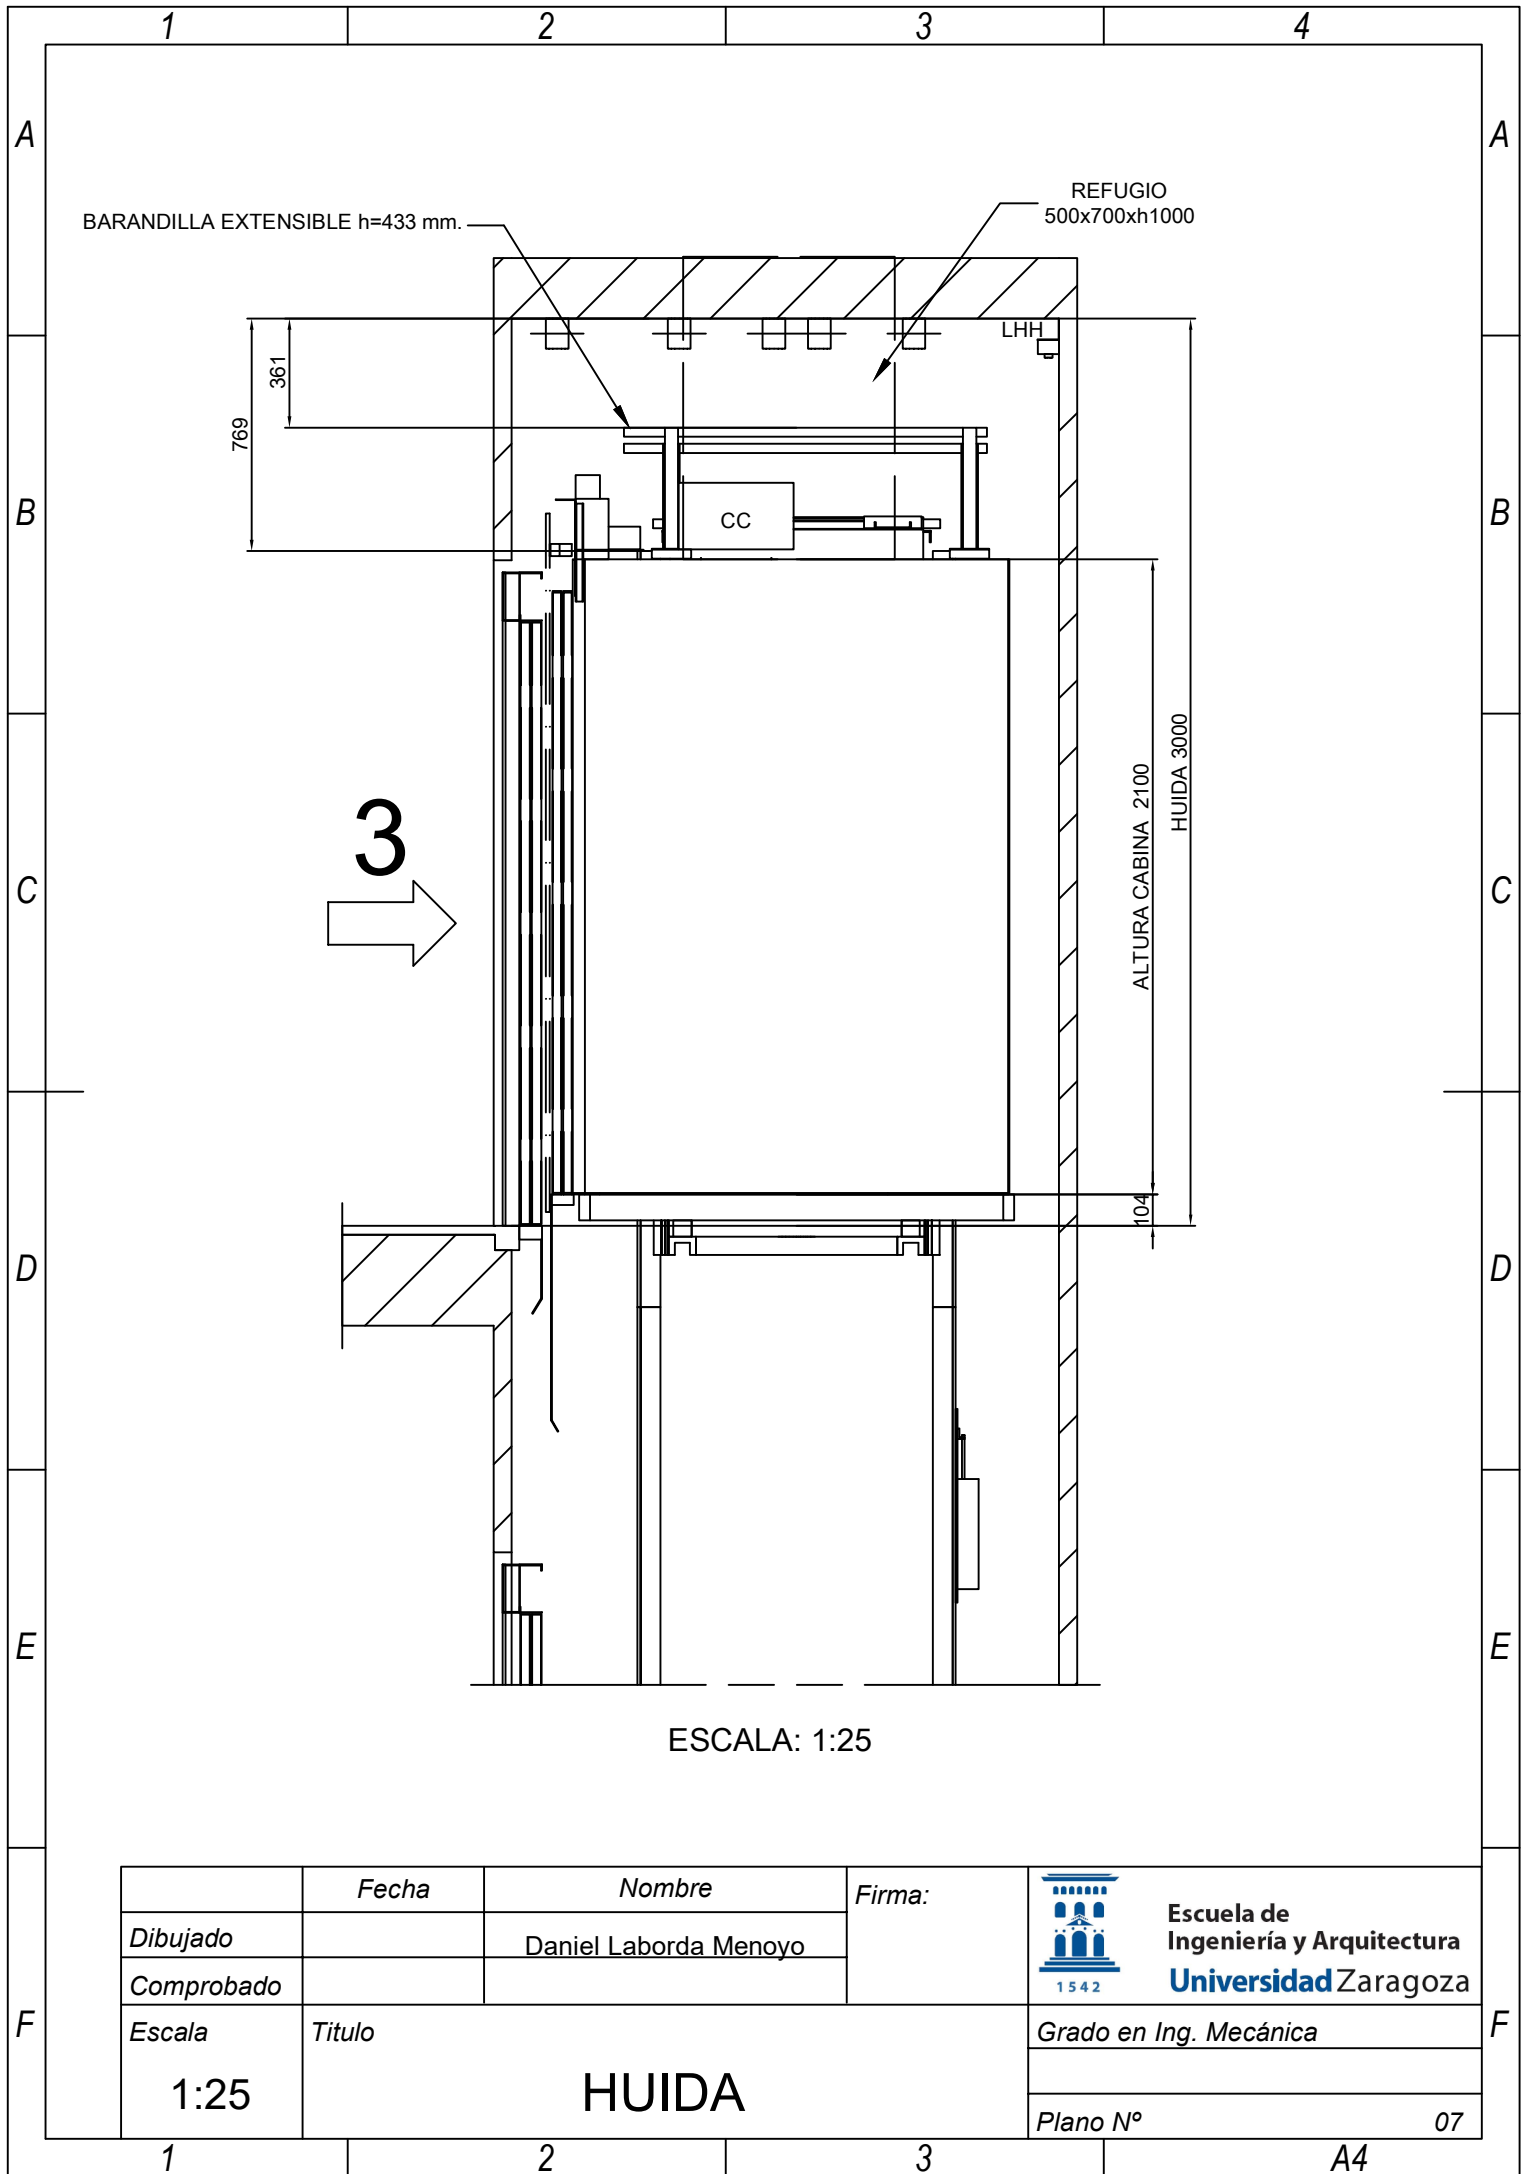 1 2 3 4
A A
REFUGIO
500x700xh1000
BARANDILLA EXTENSIBLE h=433 mm.
LHH
361
769
B B
CC
3
HUIDA 3000
ALTURA CABINA 2100
C C
104
D D
E E
ESCALA: 1:25
Fecha Nombre Firma:
Dibujado Daniel Laborda Menoyo
Comprobado
1542
Escuela de
Ingeniería y Arquitectura
Universidad Zaragoza
F F
Escala Titulo Grado en Ing. Mecánica
1:25 HUIDA
Plano Nº 07
1 2 3 A4